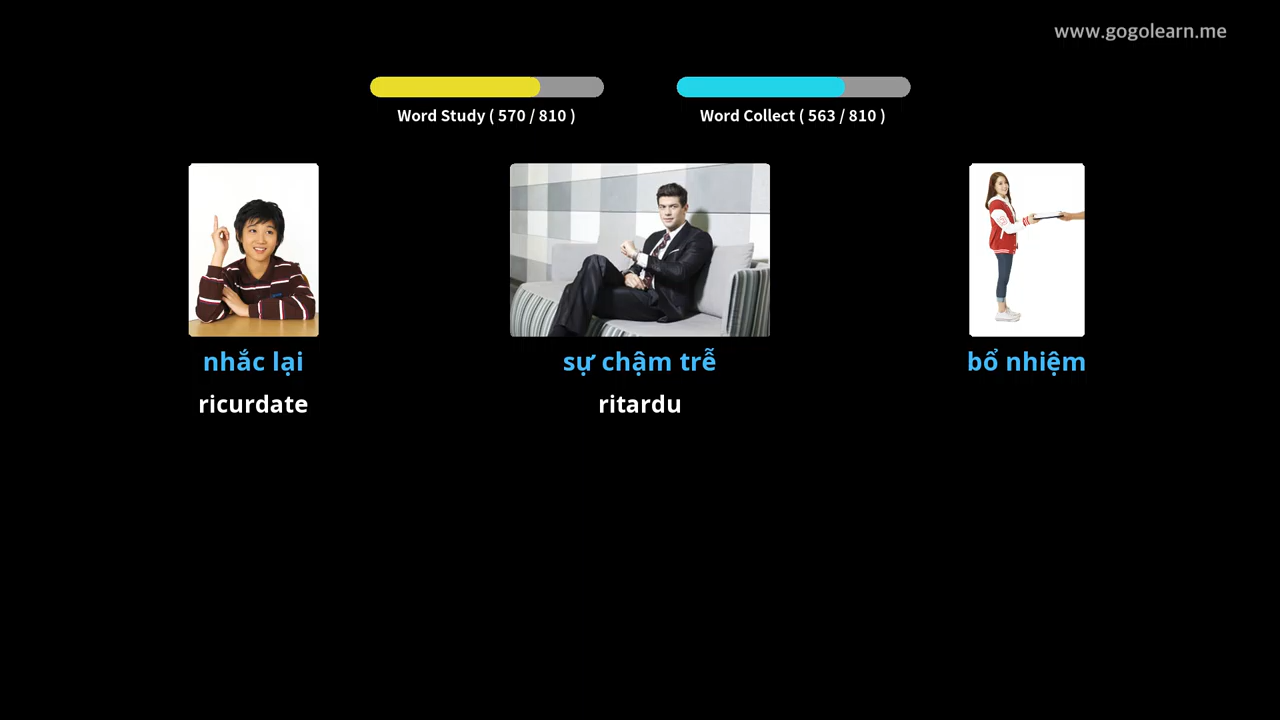 www.gogolearn.me
Word Study ( 570 / 810 )
Word Collect ( 563 / 810 )
nhắc lại
sự chậm trễ
bổ nhiệm
ricurdate
ritardu